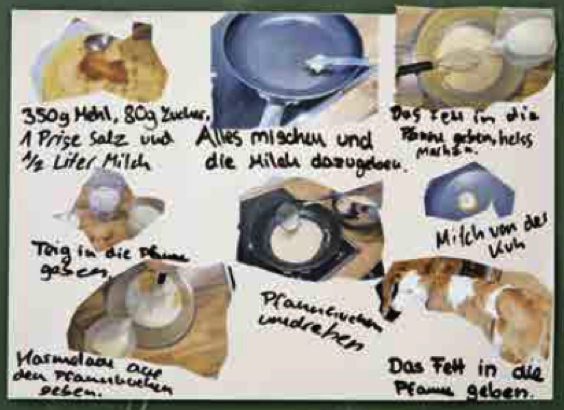 350g Mehl, 80g Zucker,
1 Prise Salz und
1/2 Liter Milch
Alles mischen und
die Milch dazugeben.
Das Fett in die
Pfanne geben, heiss
machen.
Teig in die Pfanne
geben
Pfannkuchen
umdrehen
Milch von der
Kuh
Marmelade auf
den Pfannkuchen
geben.
Das Fett in die
Pfanne geben.